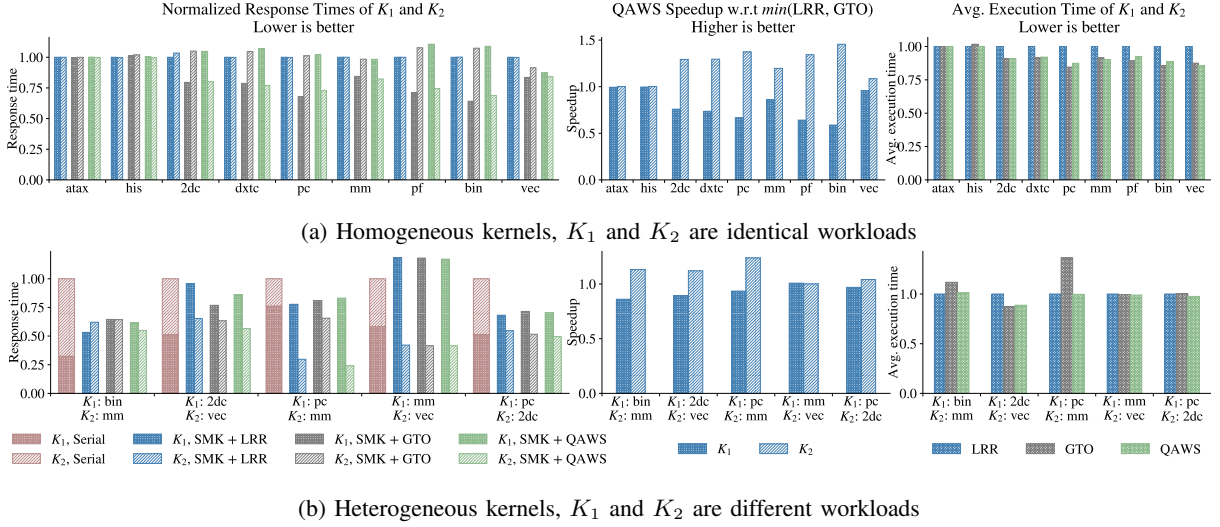 Normalized Response Times of K₁ and K₂
Lower is better
Response time
1.00
0.75
0.50
0.25
0.00
atax his 2dc dxtc pc mm pf bin vec
QAWS Speedup w.r.t min(LRR, GTO)
Higher is better
Speedup
1.5
1.0
0.5
0.0
atax his 2dc dxtc pc mm pf bin vec
Avg. Execution Time of K₁ and K₂
Lower is better
Avg. execution time
1.00
0.75
0.50
0.25
0.00
atax his 2dc dxtc pc mm pf bin vec
(a) Homogeneous kernels, K₁ and K₂ are identical workloads
Response time
1.00
0.75
0.50
0.25
0.00
K₁: bin K₁: 2dc K₁: pc K₁: mm K₁: pc
K₂: mm K₂: vec K₂: mm K₂: vec K₂: 2dc
K₁, Serial K₁, SMK + LRR K₁, SMK + GTO K₁, SMK + QAWS
K₂, Serial K₂, SMK + LRR K₂, SMK + GTO K₂, SMK + QAWS
Speedup
1.0
0.5
0.0
K₁: bin K₁: 2dc K₁: pc K₁: mm K₁: pc
K₂: mm K₂: vec K₂: mm K₂: vec K₂: 2dc
K₁ K₂
Avg. execution time
1.0
0.5
0.0
K₁: bin K₁: 2dc K₁: pc K₁: mm K₁: pc
K₂: mm K₂: vec K₂: mm K₂: vec K₂: 2dc
LRR GTO QAWS
(b) Heterogeneous kernels, K₁ and K₂ are different workloads